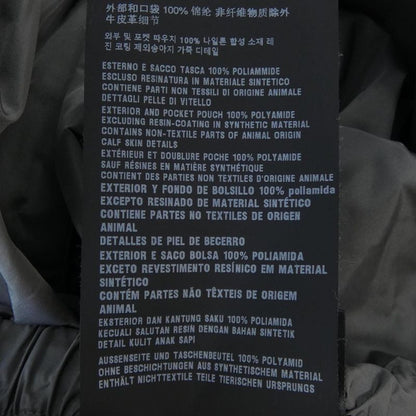 外部和口袋 100% 锦纶 非纤维物质除外
牛皮革细节
외부 및 포켓 파우치 100% 나일론 합성 소재 레
진 코팅 제외송아지 가죽 디테일
ESTERNO E SACCO TASCA 100% POLIAMMIDE
ESCLUSO RESINATURA IN MATERIALE SINTETICO
CONTIENE PARTI NON TESSILI DI ORIGINE ANIMALE
DETTAGLI PELLE DI VITELLO
EXTERIOR AND POCKET POUCH 100% POLYAMIDE
EXCLUDING RESIN-COATING IN SYNTHETIC MATERIAL
CONTAINS NON-TEXTILE PARTS OF ANIMAL ORIGIN
CALF SKIN DETAILS
EXTÉRIEUR ET DOUBLURE POCHE 100% POLYAMIDE
SAUF RÉSINES EN MATIÈRE SYNTHÉTIQUE
CONTIENT DES PARTIES NON TEXTILES D'ORIGINE ANIMALE
EXTERIOR Y FONDO DE BOLSILLO 100% poliamida
EXCEPTO RESINADO DE MATERIAL SINTÉTICO
CONTIENE PARTES NO TEXTILES DE ORIGEN
ANIMAL
DETALLES DE PIEL DE BECERRO
EXTERIOR E SACO BOLSA 100% POLIAMIDA
EXCETO REVESTIMENTO RESÍNICO EM MATERIAL
SINTÉTICO
CONTÉM PARTES NÃO TÊXTEIS DE ORIGEM
ANIMAL
EKSTERIOR DAN KANTUNG SAKU 100% POLIAMIDA
KECUALI SALUTAN RESIN DENGAN BAHAN SINTETIK
DETAIL KULIT ANAK SAPI
AUSSENSEITE UND TASCHENBEUTEL 100% POLYAMID
OHNE BESCHICHTUNGEN AUS SYNTHETISCHEM MATERIAL
ENTHÄLT NICHTTEXTILE TEILE TIERISCHEN URSPRUNGS